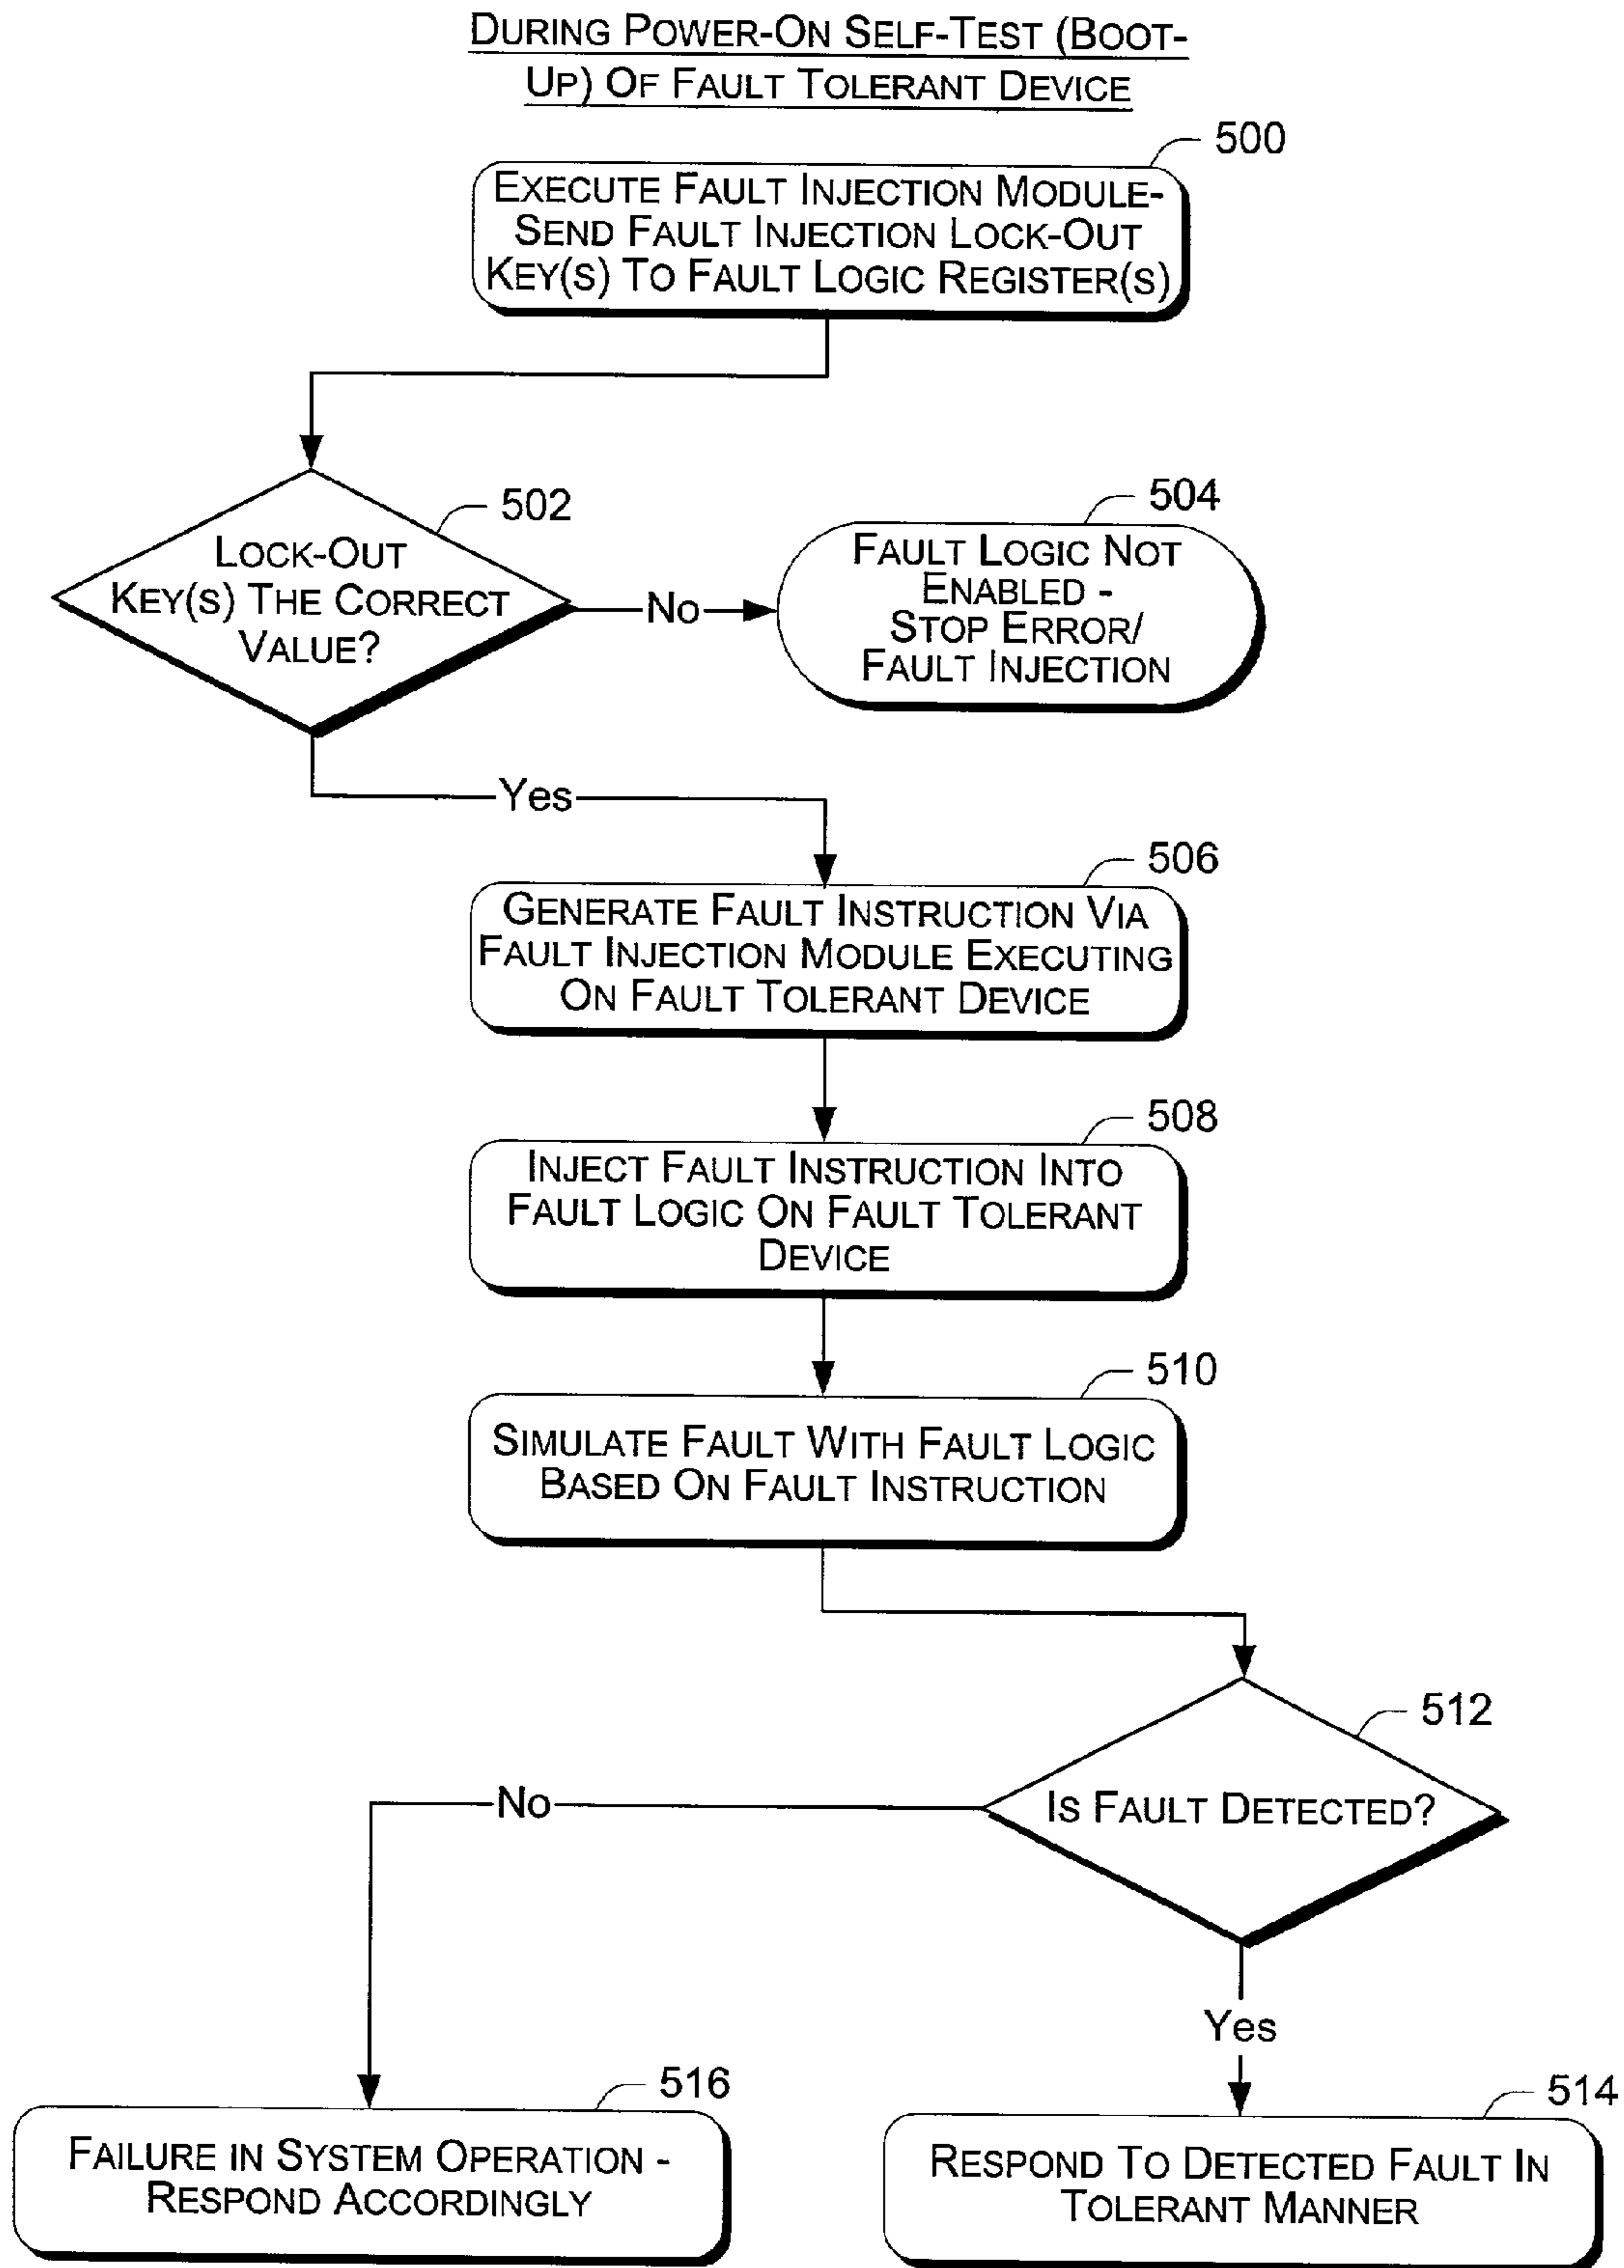 DURING POWER-ON SELF-TEST (BOOT-
UP) OF FAULT TOLERANT DEVICE
500
EXECUTE FAULT INJECTION MODULE-
SEND FAULT INJECTION LOCK-OUT
KEY(S) TO FAULT LOGIC REGISTER(S)
502
LOCK-OUT
KEY(S) THE CORRECT
VALUE?
No
504
FAULT LOGIC NOT
ENABLED -
STOP ERROR/
FAULT INJECTION
Yes
506
GENERATE FAULT INSTRUCTION VIA
FAULT INJECTION MODULE EXECUTING
ON FAULT TOLERANT DEVICE
508
INJECT FAULT INSTRUCTION INTO
FAULT LOGIC ON FAULT TOLERANT
DEVICE
510
SIMULATE FAULT WITH FAULT LOGIC
BASED ON FAULT INSTRUCTION
512
IS FAULT DETECTED?
No
Yes
516
FAILURE IN SYSTEM OPERATION -
RESPOND ACCORDINGLY
514
RESPOND TO DETECTED FAULT IN
TOLERANT MANNER